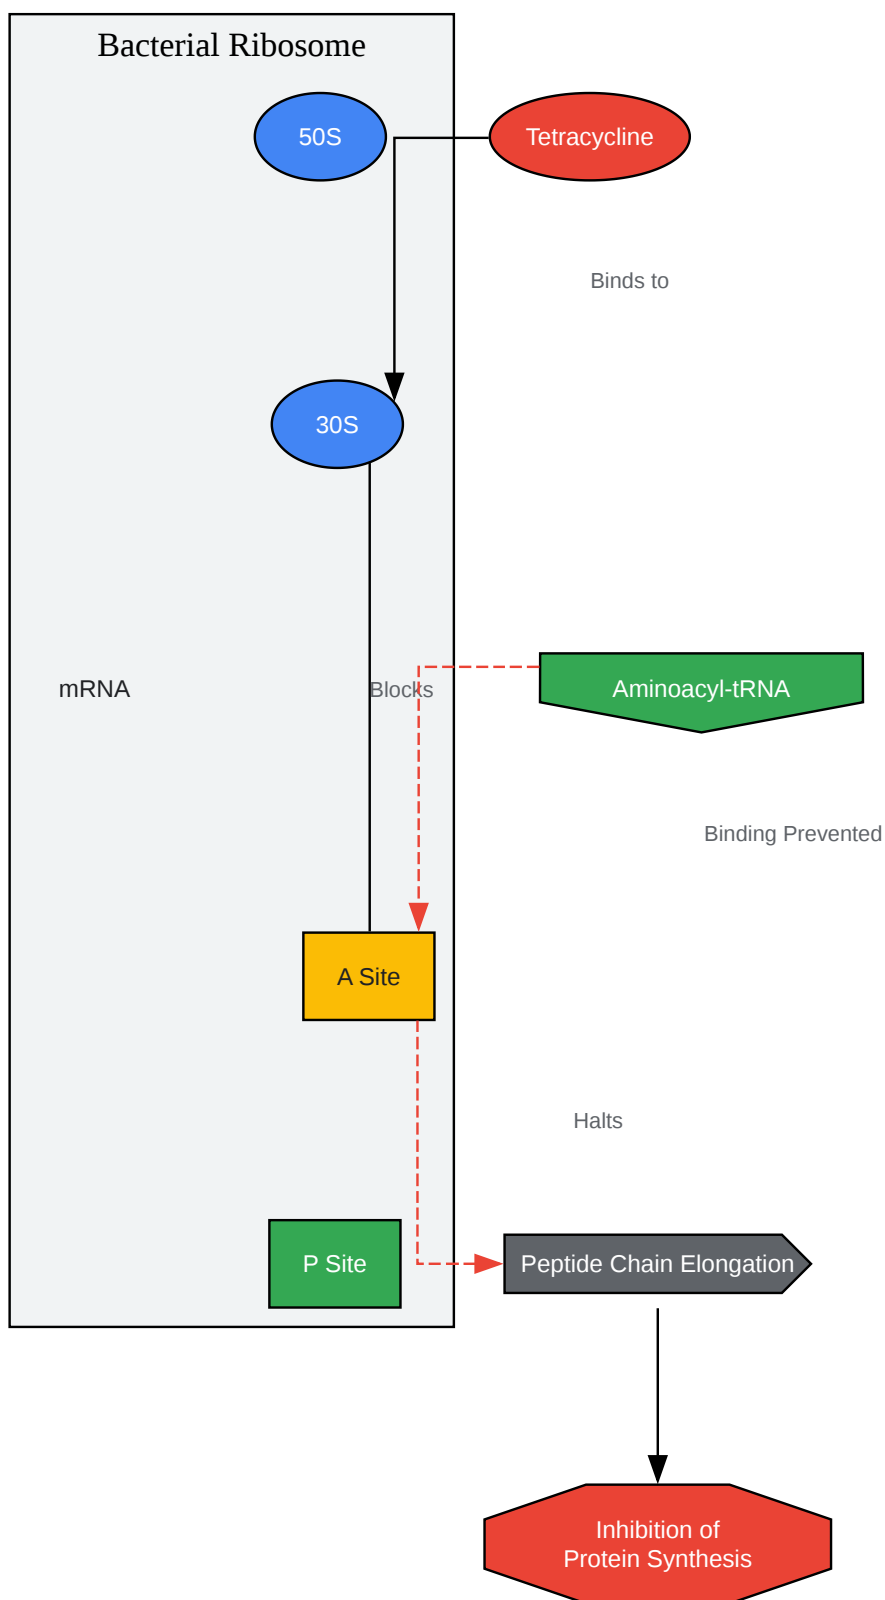 Bacterial Ribosome
50S
Tetracycline
Binds to
30S
mRNA
Blocks
Aminoacyl-tRNA
Binding Prevented
A Site
Halts
P Site
Peptide Chain Elongation
Inhibition of
Protein Synthesis